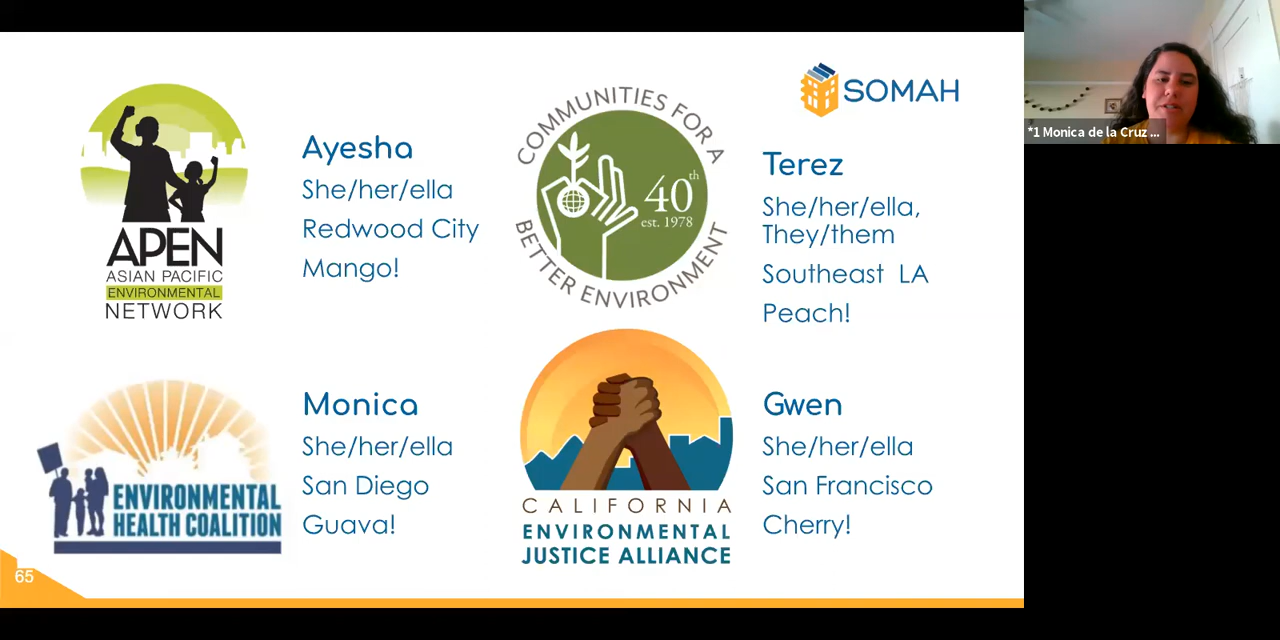 SOMAH
APEN
ASIAN PACIFIC
ENVIRONMENTAL
NETWORK
Ayesha
She/her/ella
Redwood City
Mango!
COMMUNITIES FOR A
BETTER ENVIRONMENT
40th
est. 1978
Terez
She/her/ella,
They/them
Southeast LA
Peach!
ENVIRONMENTAL
HEALTH COALITION
Monica
She/her/ella
San Diego
Guava!
CALIFORNIA
ENVIRONMENTAL
JUSTICE ALLIANCE
Gwen
She/her/ella
San Francisco
Cherry!
65
*1 Monica de la Cruz ...